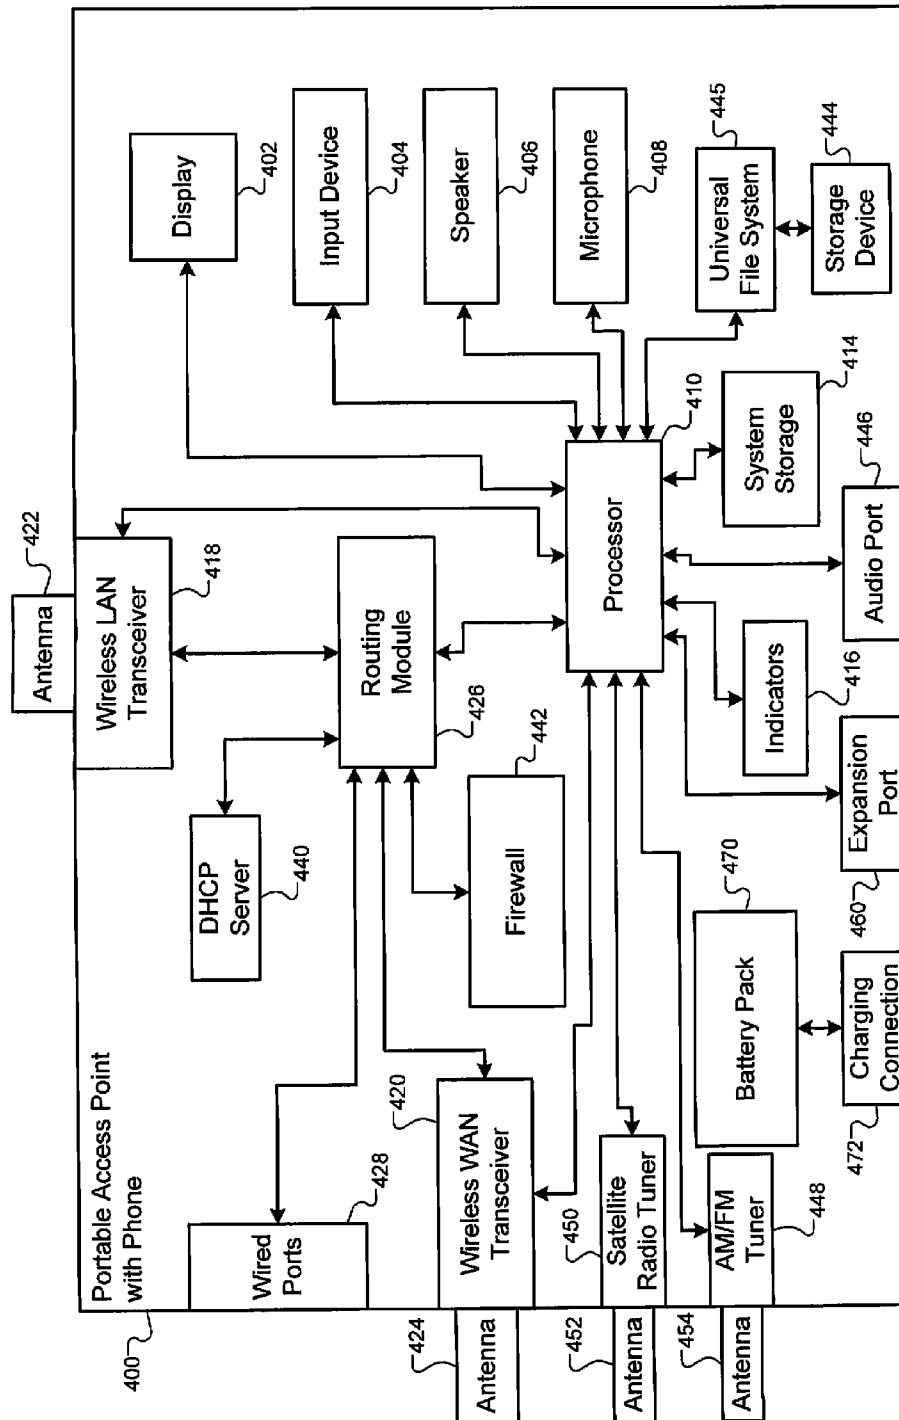 Portable Access Point
with Phone
400
Antenna
422
Wireless LAN
Transceiver
418
Display
402
Input Device
404
Speaker
406
Microphone
408
Universal
File System
445
Storage
Device
444
DHCP
Server
440
Routing
Module
426
Firewall
442
Processor
410
System
Storage
414
Wired
Ports
428
Wireless WAN
Transceiver
420
Antenna
424
Satellite
Radio Tuner
450
Antenna
452
AM/FM
Tuner
448
Antenna
454
Battery Pack
470
Charging
Connection
472
Expansion
Port
460
Indicators
416
Audio Port
446